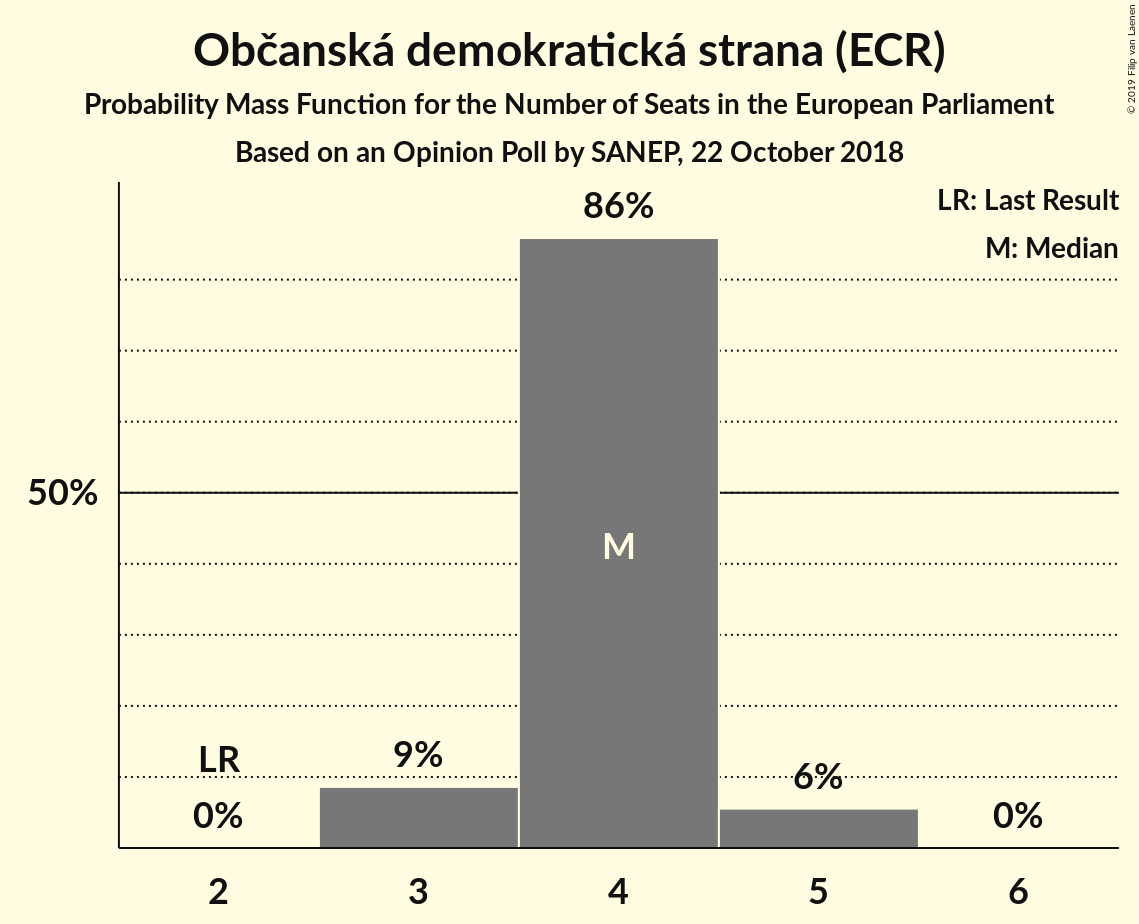 Občanská demokratická strana (ECR)
Probability Mass Function for the Number of Seats in the European Parliament
Based on an Opinion Poll by SANEP, 22 October 2018
© 2019 Filip van Laenen
LR: Last Result
M: Median
86%
50%
M
LR
9%
6%
0%
0%
2 3 4 5 6